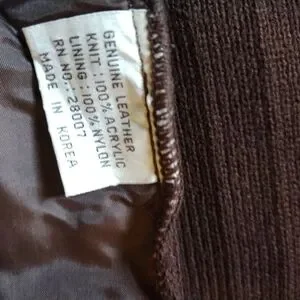 GENUINE LEATHER
KNIT : 100% ACRYLIC
LINING : 100% NYLON
RN NO. : 28007
MADE IN KOREA